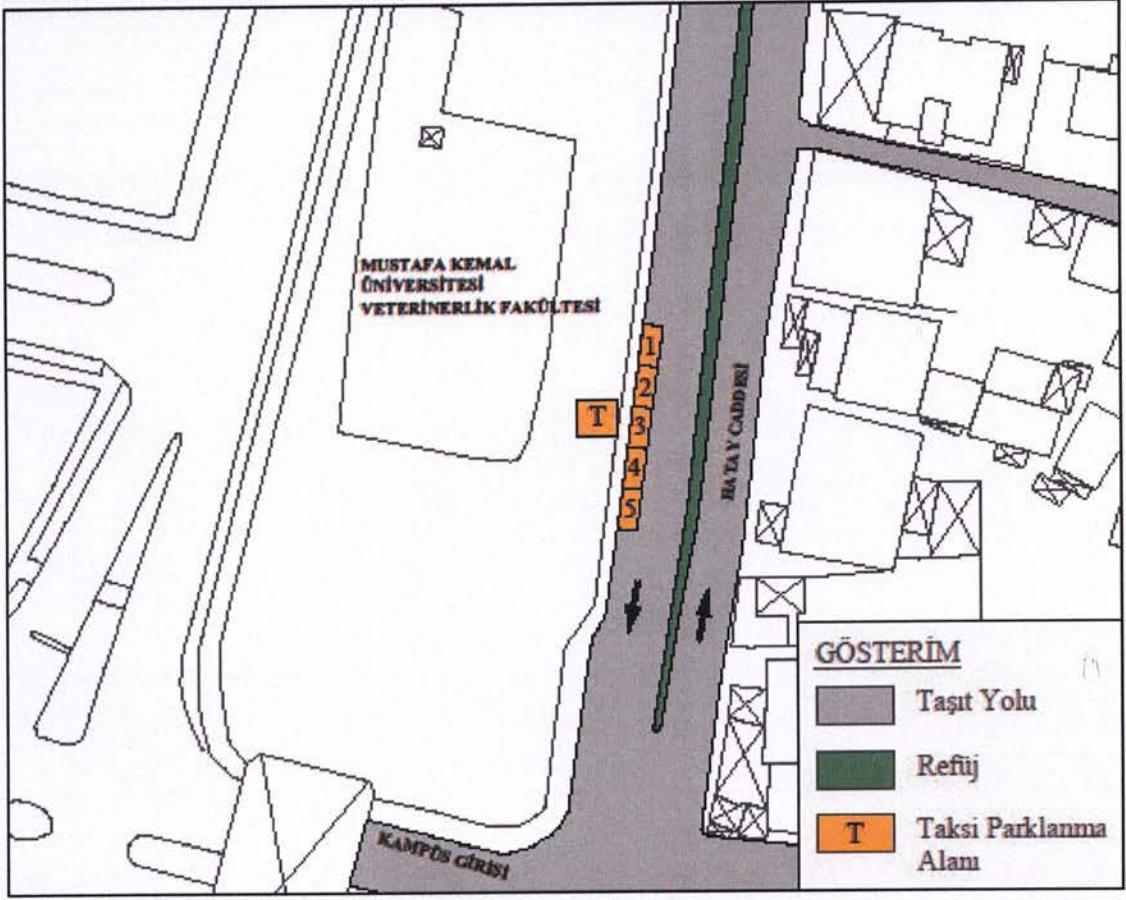 MUSTAFA KEMAL
ÜNİVERSİTESİ
VETERİNERLİK FAKÜLTESİ
1
2
T
3
4
5
HATAY CADDESİ
KAMPÜS GİRİSİ
GÖSTERİM
Taşıt Yolu
Refüj
T
Taksi Parklanma
Alanı